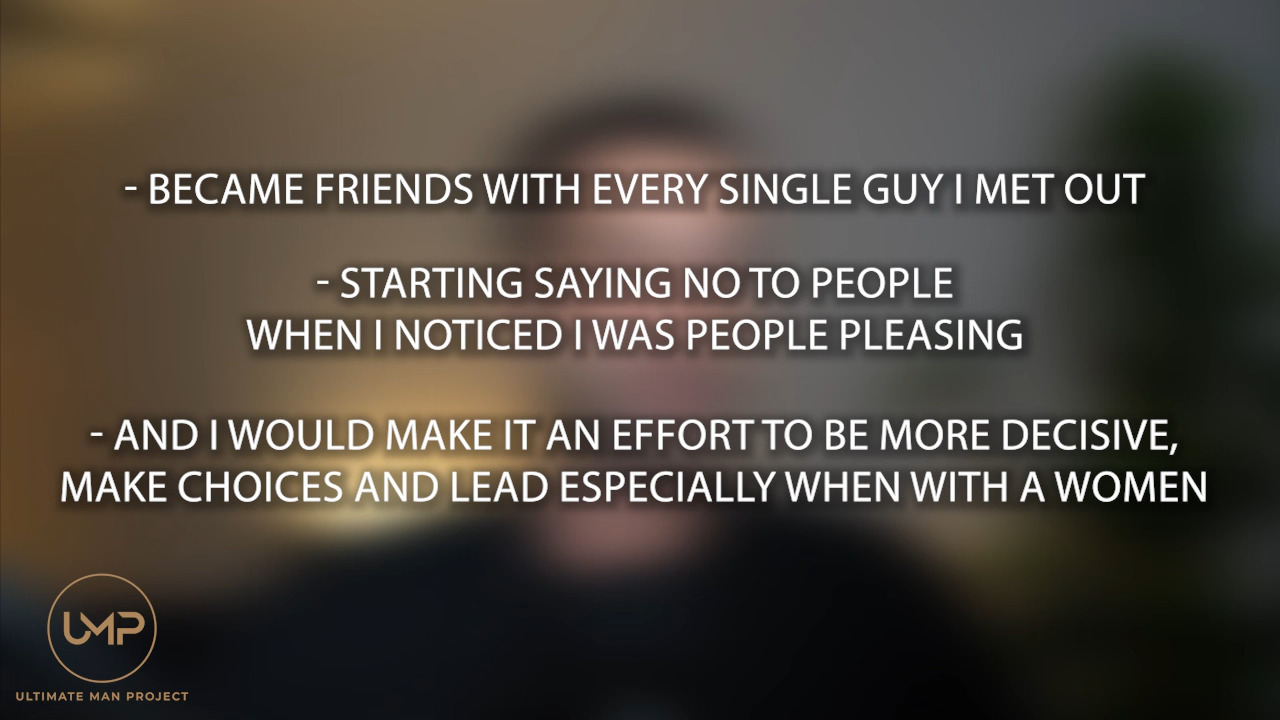 - BECAME FRIENDS WITH EVERY SINGLE GUY I MET OUT
- STARTING SAYING NO TO PEOPLE
WHEN I NOTICED I WAS PEOPLE PLEASING
- AND I WOULD MAKE IT AN EFFORT TO BE MORE DECISIVE,
MAKE CHOICES AND LEAD ESPECIALLY WHEN WITH A WOMEN
UMP
ULTIMATE MAN PROJECT